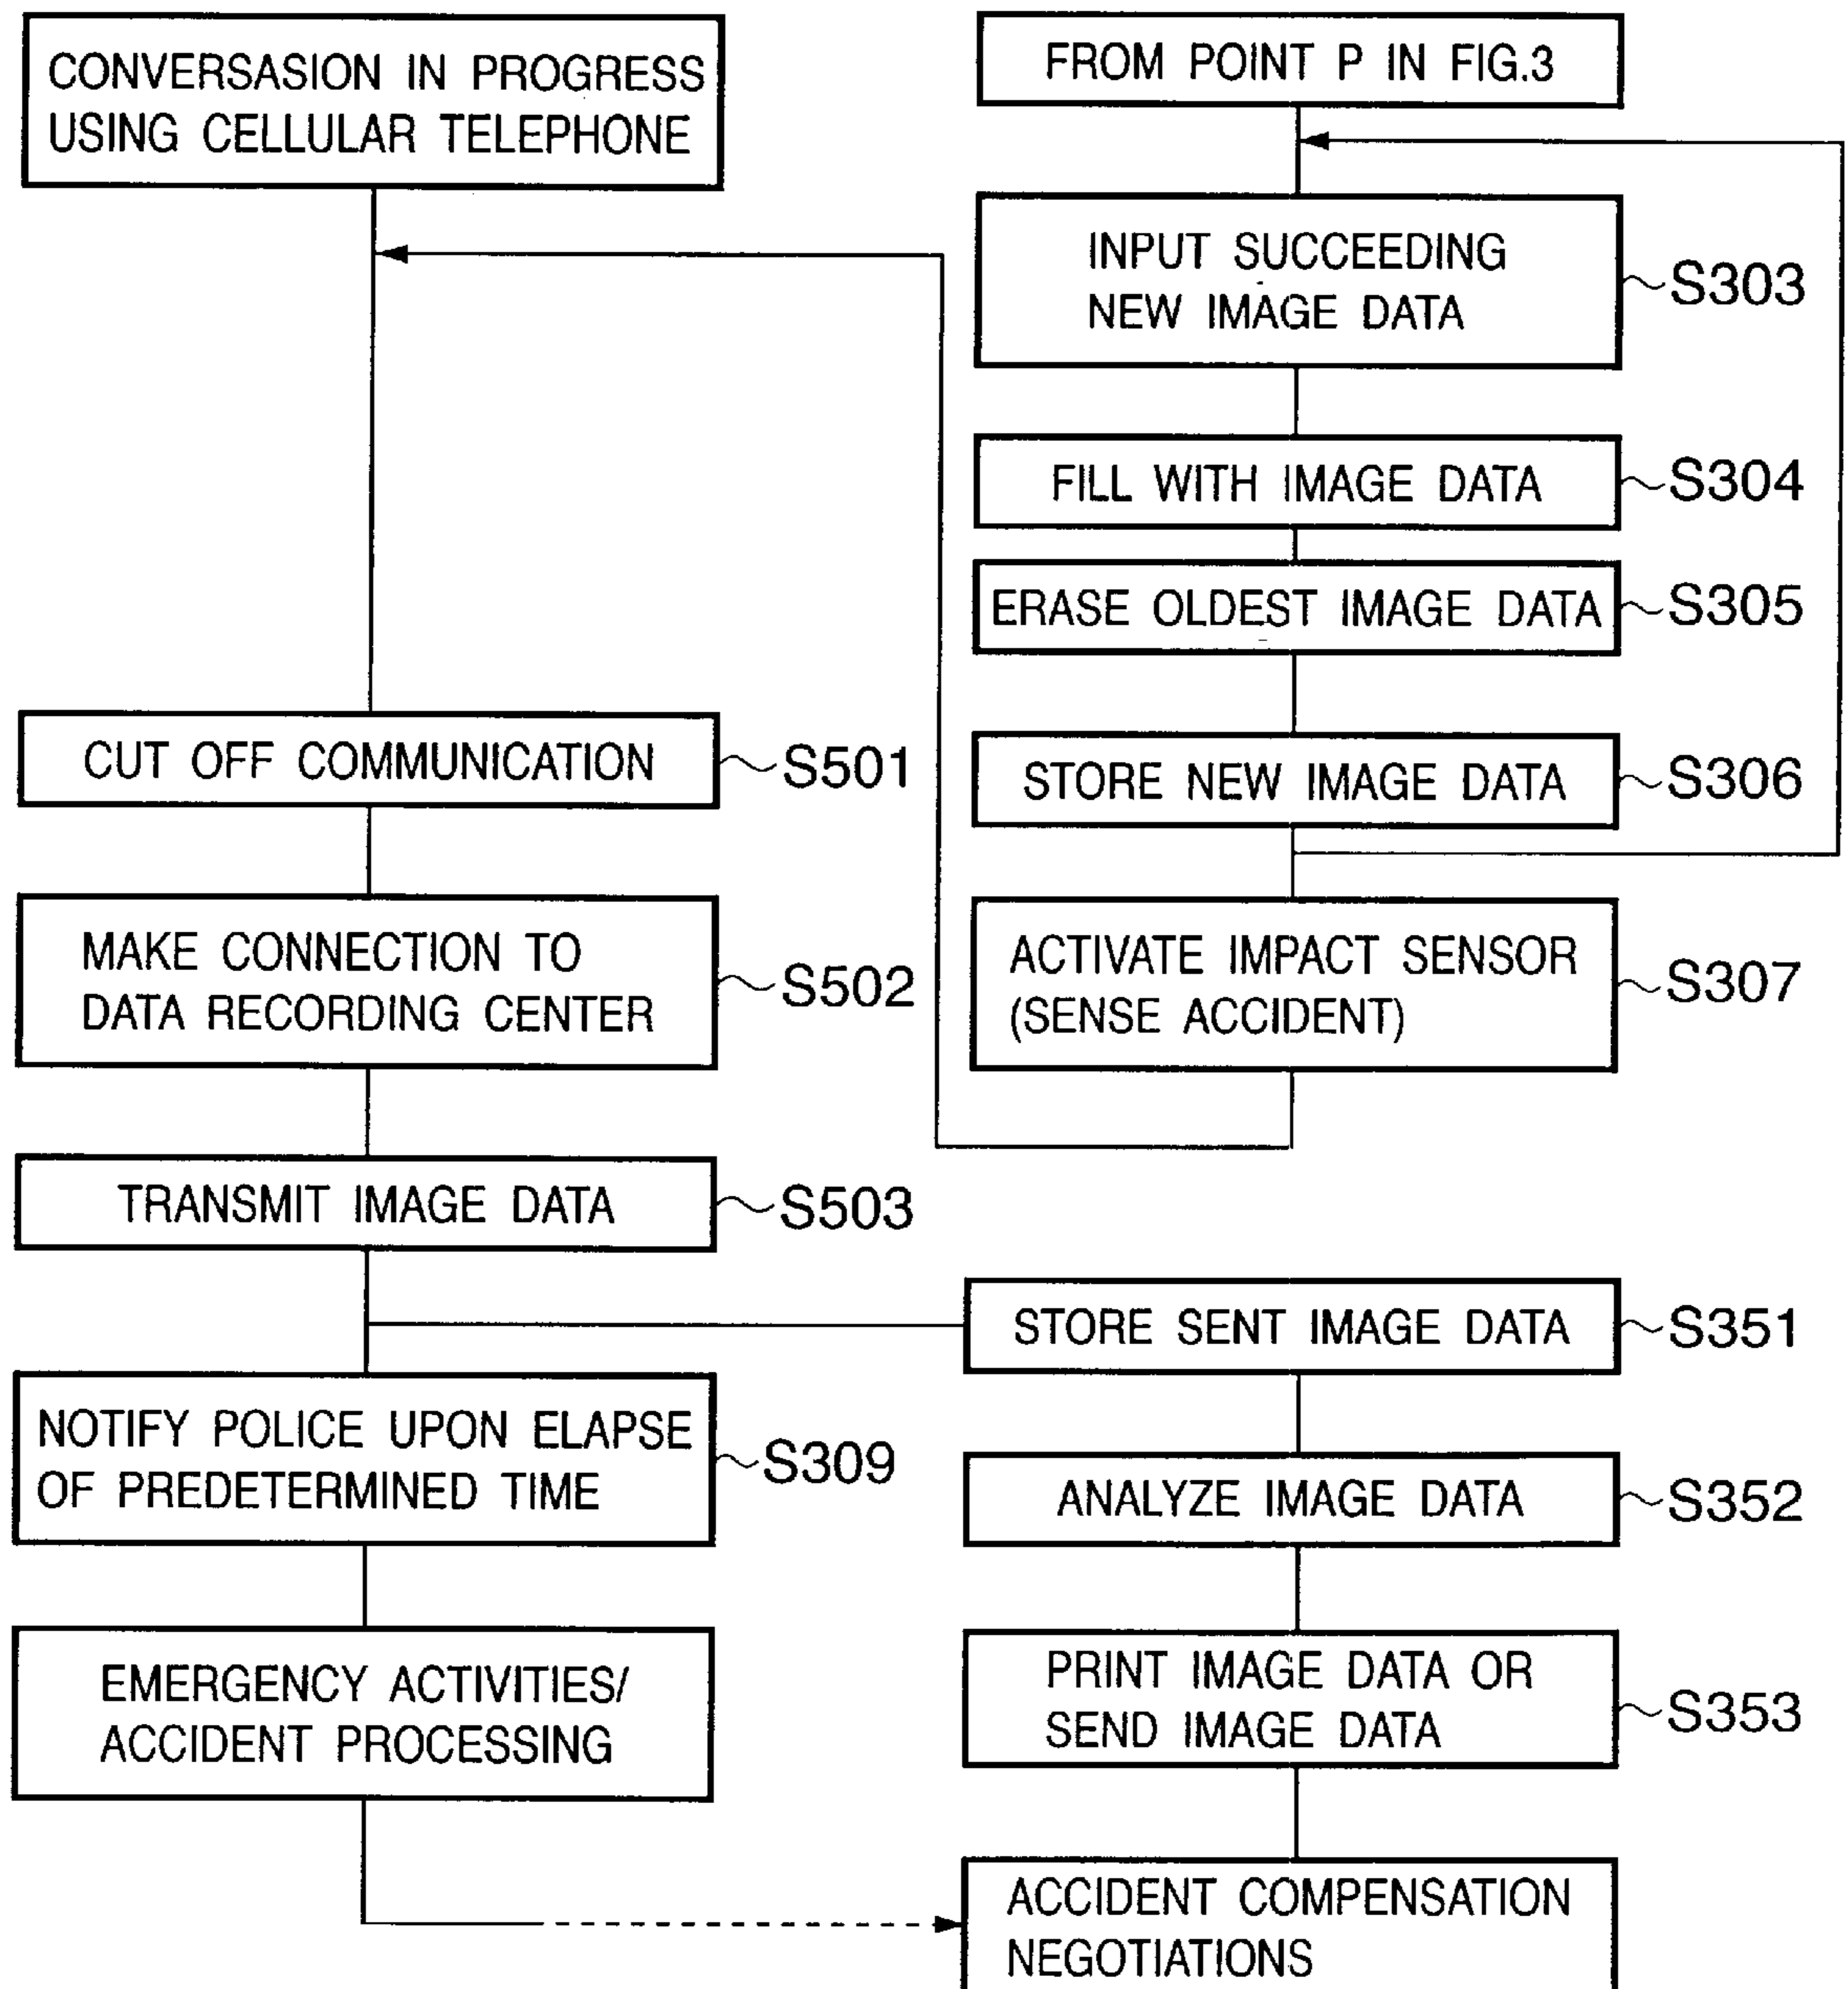 CONVERSASION IN PROGRESS
USING CELLULAR TELEPHONE
FROM POINT P IN FIG.3
INPUT SUCCEEDING
NEW IMAGE DATA
S303
FILL WITH IMAGE DATA
S304
ERASE OLDEST IMAGE DATA
S305
CUT OFF COMMUNICATION
S501
STORE NEW IMAGE DATA
S306
MAKE CONNECTION TO
DATA RECORDING CENTER
S502
ACTIVATE IMPACT SENSOR
(SENSE ACCIDENT)
S307
TRANSMIT IMAGE DATA
S503
STORE SENT IMAGE DATA
S351
NOTIFY POLICE UPON ELAPSE
OF PREDETERMINED TIME
S309
ANALYZE IMAGE DATA
S352
EMERGENCY ACTIVITIES/
ACCIDENT PROCESSING
PRINT IMAGE DATA OR
SEND IMAGE DATA
S353
ACCIDENT COMPENSATION
NEGOTIATIONS